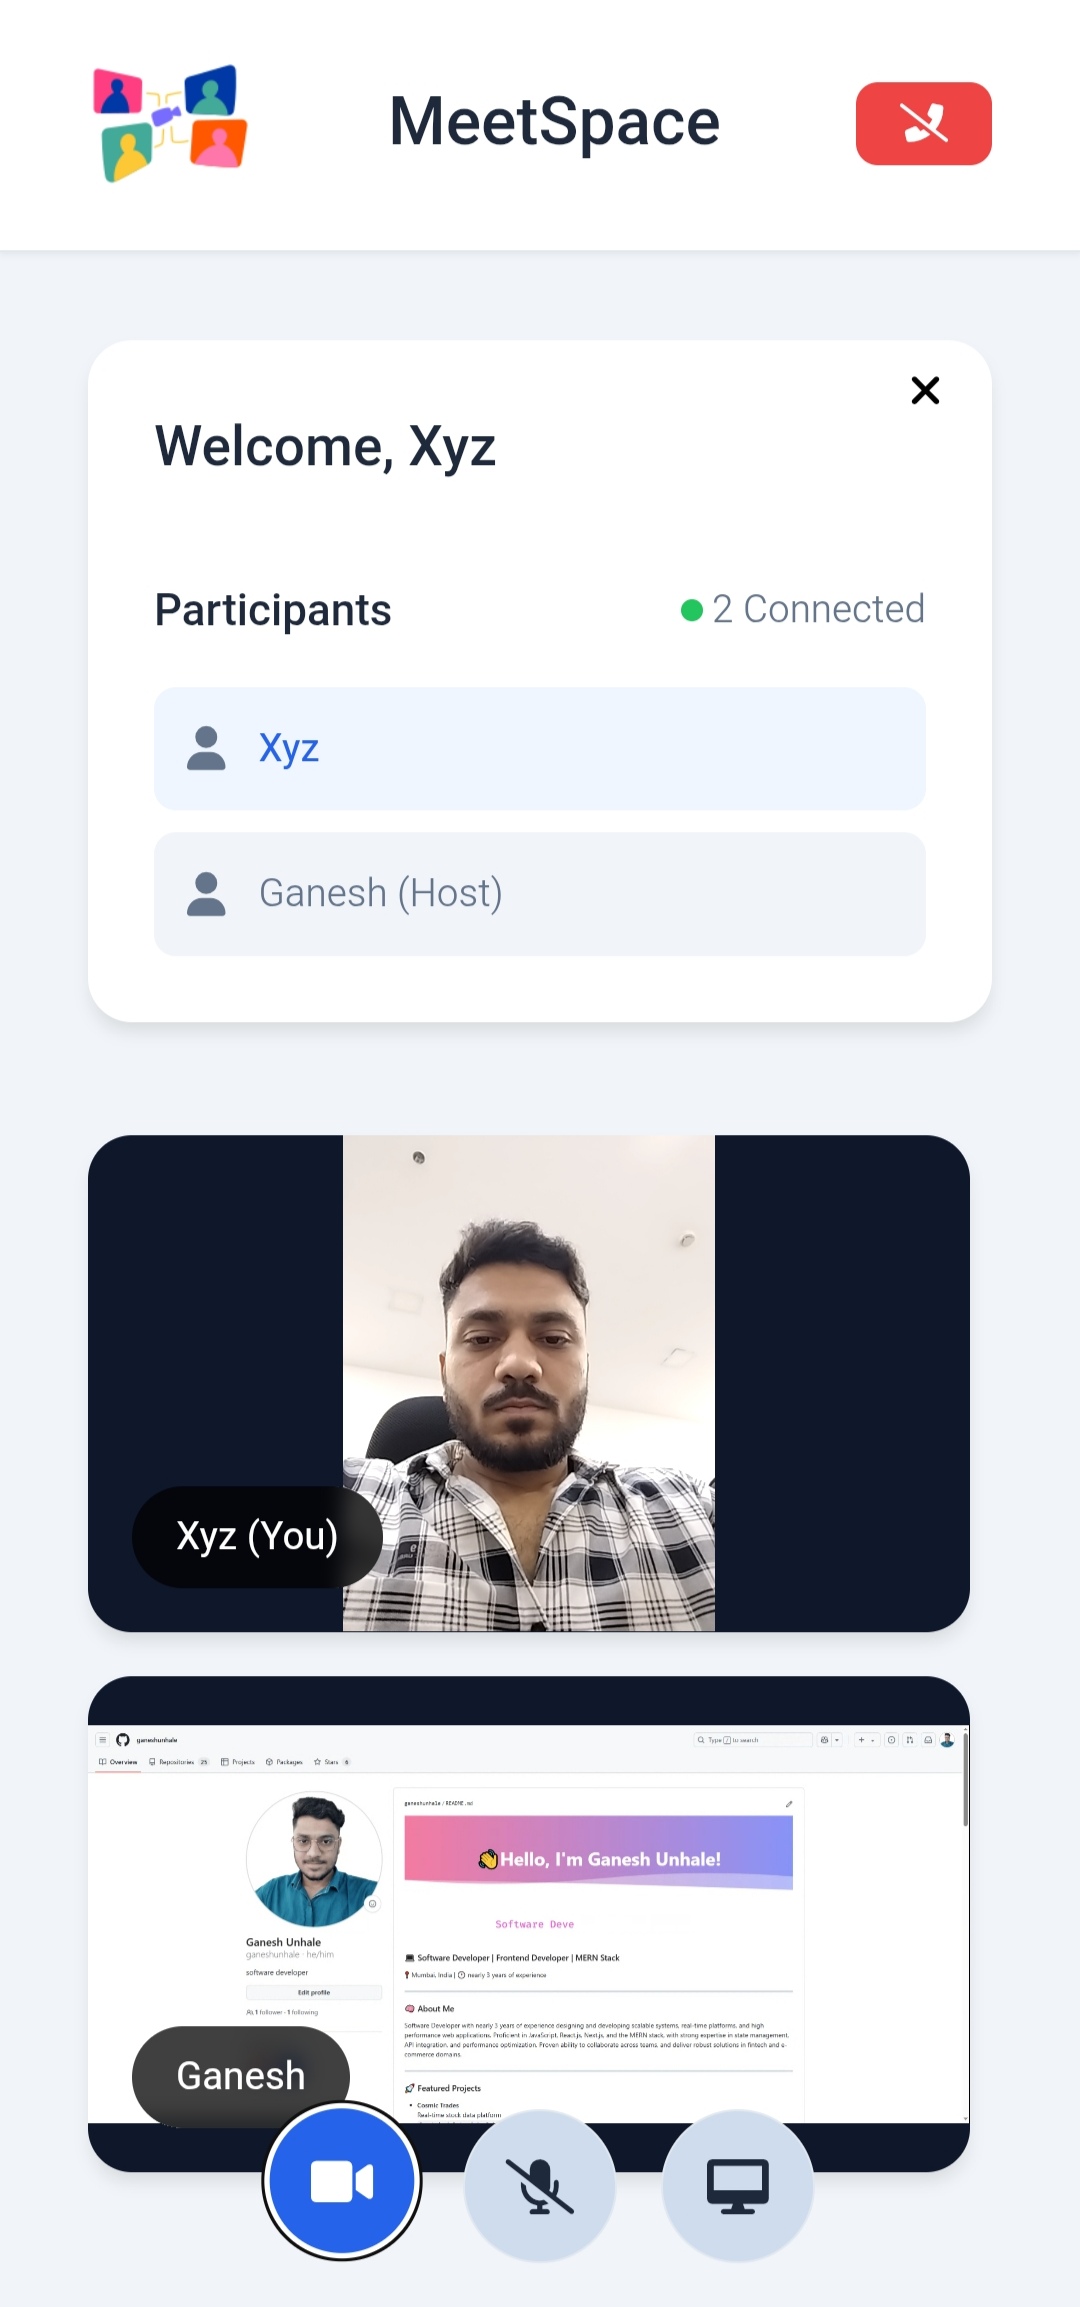 MeetSpace
Welcome, Xyz
Participants
2 Connected
Xyz
Ganesh (Host)
Xyz (You)
ganeshunhale
Type / to search
Overview
Repositories 25
Projects
Packages
Stars 6
ganeshunhale / README.md
👋Hello, I'm Ganesh Unhale!
Software Deve
Ganesh Unhale
ganeshunhale · he/him
software developer
Edit profile
1 follower · 1 following
💻 Software Developer | Frontend Developer | MERN Stack
📍 Mumbai, India | 🕒 nearly 3 years of experience
🧠 About Me
Software Developer with nearly 3 years of experience designing and developing scalable systems, real-time platforms, and high
performance web applications. Proficient in JavaScript, React.js, Next.js, and the MERN stack, with strong expertise in state management,
API integration, and performance optimization. Proven ability to collaborate across teams, and deliver robust solutions in fintech and e-
commerce domains.
🚀 Featured Projects
• Cosmic Trades
Real-time stock data platform
Ganesh